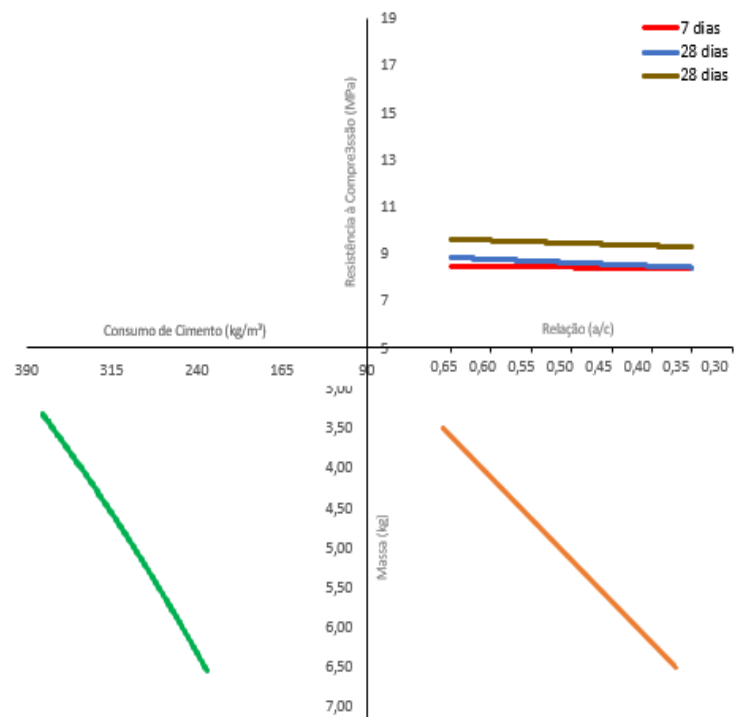 19
17
15
13
11
9
7
5
Resistência à Compre3ssão (MPa)
7 dias
28 dias
28 dias
Consumo de Cimento (kg/m³)
Relação (a/c)
390 315 240 165 90
0,65 0,60 0,55 0,50 0,45 0,40 0,35 0,30
3,00
3,50
4,00
4,50
5,00
5,50
6,00
6,50
7,00
Massa (kg)